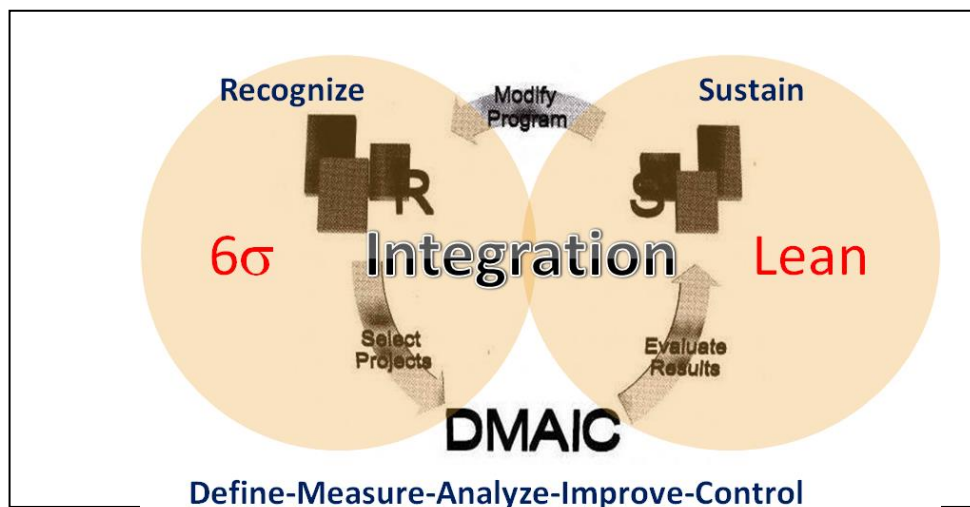 Recognize
Sustain
Modify
Program
R
S
6σ
Integration
Lean
Select
Projects
Evaluate
Results
DMAIC
Define-Measure-Analyze-Improve-Control